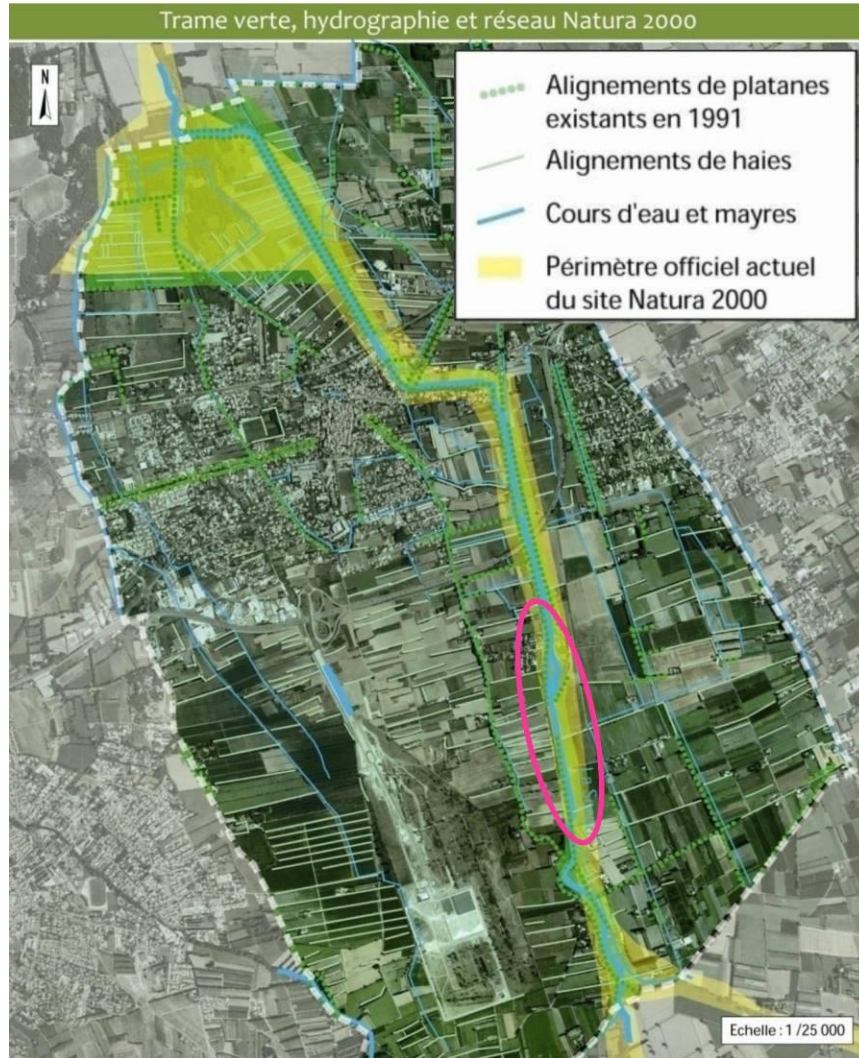 Trame verte, hydrographie et réseau Natura 2000
N
Alignements de platanes
existants en 1991
Alignements de haies
Cours d'eau et mayres
Périmètre officiel actuel
du site Natura 2000
Echelle : 1 /25 000